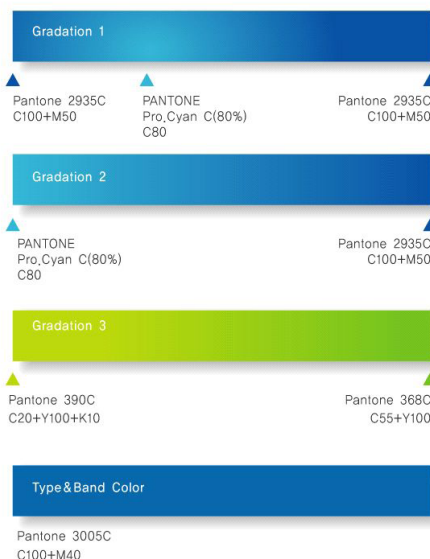 Gradation 1
Pantone 2935C
C100+M50
PANTONE
Pro.Cyan C(80%)
C80
Pantone 2935C
C100+M50
Gradation 2
PANTONE
Pro.Cyan C(80%)
C80
Pantone 2935C
C100+M50
Gradation 3
Pantone 390C
C20+Y100+K10
Pantone 368C
C55+Y100
Type&Band Color
Pantone 3005C
C100+M40